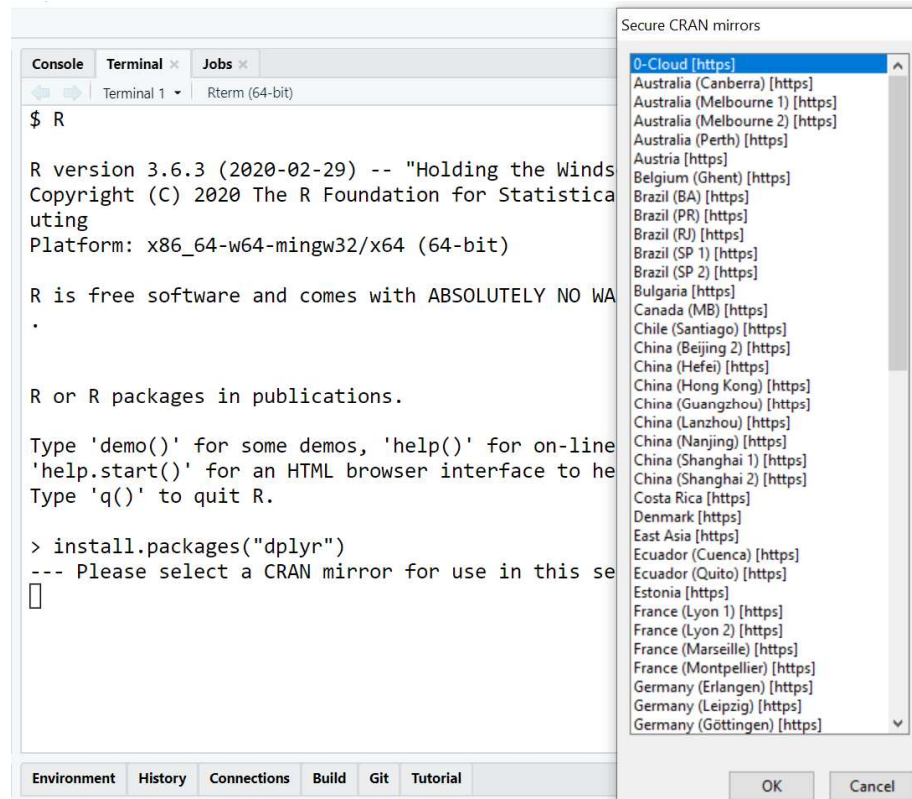 Console Terminal Jobs
Terminal 1 Rterm (64-bit)
$ R
R version 3.6.3 (2020-02-29) -- "Holding the Winds
Copyright (C) 2020 The R Foundation for Statistica
uting
Platform: x86_64-w64-mingw32/x64 (64-bit)
R is free software and comes with ABSOLUTELY NO WA
.
R or R packages in publications.
Type 'demo()' for some demos, 'help()' for on-line
'help.start()' for an HTML browser interface to he
Type 'q()' to quit R.
> install.packages("dplyr")
--- Please select a CRAN mirror for use in this se
Environment History Connections Build Git Tutorial
Secure CRAN mirrors
0-Cloud [https]
Australia (Canberra) [https]
Australia (Melbourne 1) [https]
Australia (Melbourne 2) [https]
Australia (Perth) [https]
Austria [https]
Belgium (Ghent) [https]
Brazil (BA) [https]
Brazil (PR) [https]
Brazil (RJ) [https]
Brazil (SP 1) [https]
Brazil (SP 2) [https]
Bulgaria [https]
Canada (MB) [https]
Chile (Santiago) [https]
China (Beijing 2) [https]
China (Hefei) [https]
China (Hong Kong) [https]
China (Guangzhou) [https]
China (Lanzhou) [https]
China (Nanjing) [https]
China (Shanghai 1) [https]
China (Shanghai 2) [https]
Costa Rica [https]
Denmark [https]
East Asia [https]
Ecuador (Cuenca) [https]
Ecuador (Quito) [https]
Estonia [https]
France (Lyon 1) [https]
France (Lyon 2) [https]
France (Marseille) [https]
France (Montpellier) [https]
Germany (Erlangen) [https]
Germany (Leipzig) [https]
Germany (Göttingen) [https]
OK Cancel